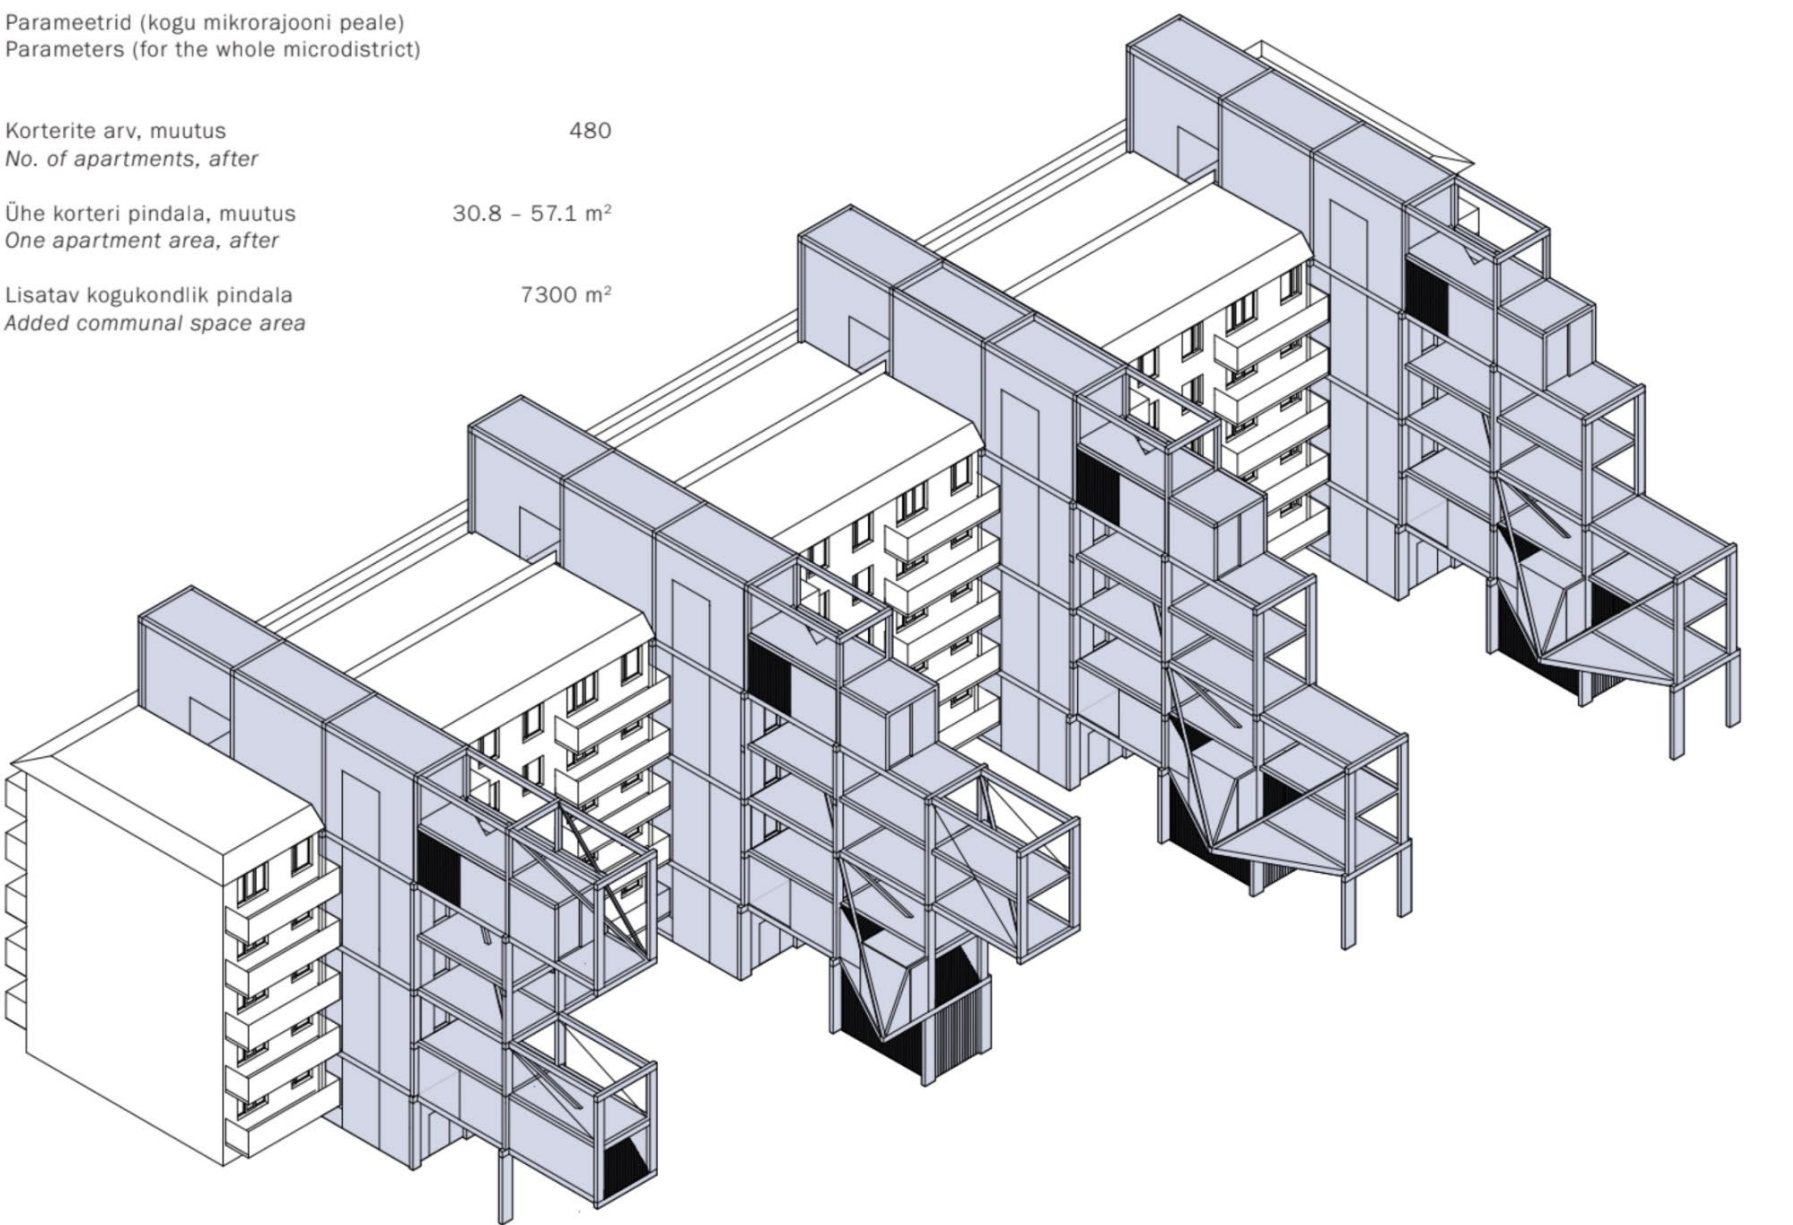 Parameetrid (kogu mikrorajooni peale)
Parameters (for the whole microdistrict)
Korterite arv, muutus 480
No. of apartments, after
Ühe korteri pindala, muutus 30.8 – 57.1 m²
One apartment area, after
Lisatav kogukondlik pindala 7300 m²
Added communal space area